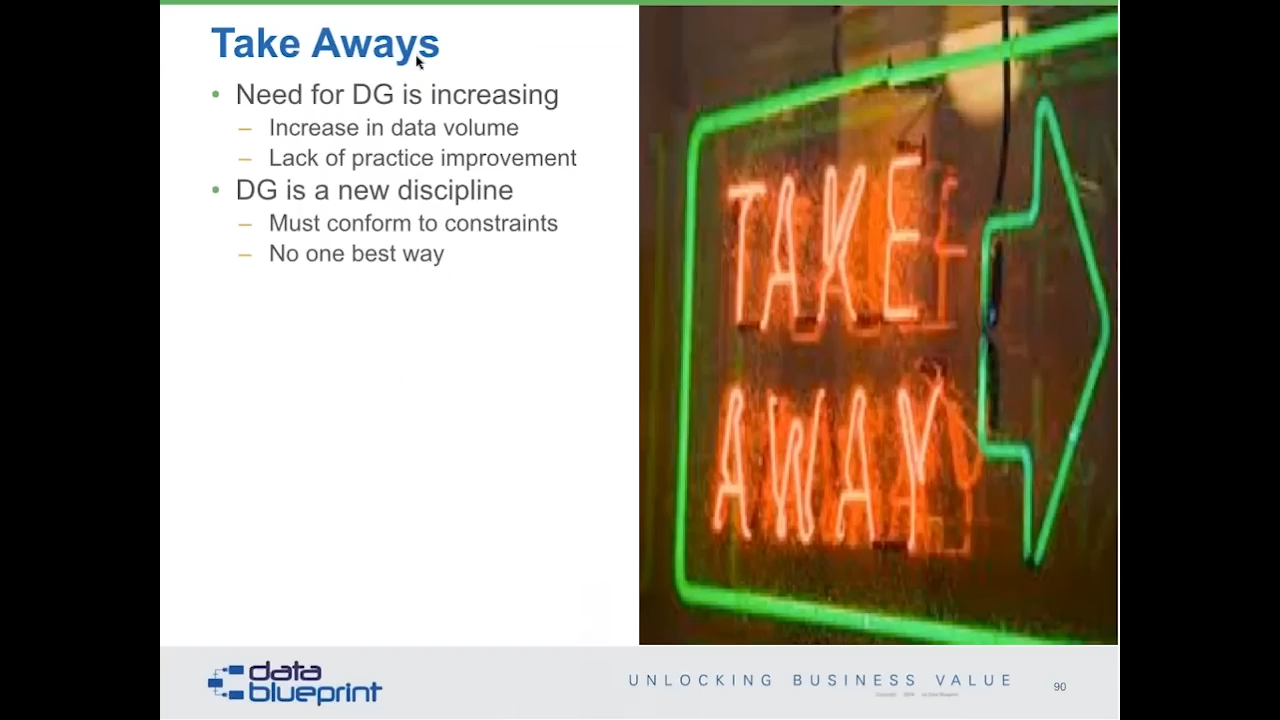 Take Aways
• Need for DG is increasing
– Increase in data volume
– Lack of practice improvement
• DG is a new discipline
– Must conform to constraints
– No one best way
TAKE
AWAY
data
blueprint
UNLOCKING BUSINESS VALUE
90